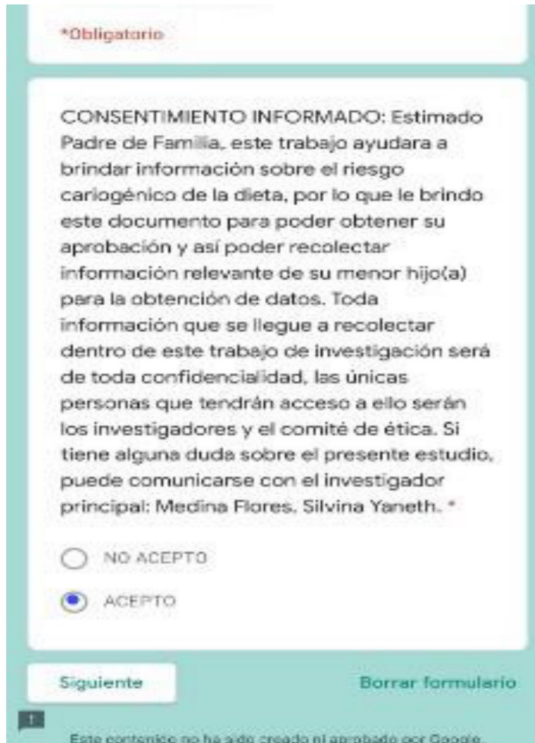 *Obligatorio
CONSENTIMIENTO INFORMADO: Estimado
Padre de Familia, este trabajo ayudara a
brindar información sobre el riesgo
cariogénico de la dieta, por lo que le brindo
este documento para poder obtener su
aprobación y así poder recolectar
información relevante de su menor hijo(a)
para la obtención de datos. Toda
información que se llegue a recolectar
dentro de este trabajo de investigación será
de toda confidencialidad, las únicas
personas que tendrán acceso a ello serán
los investigadores y el comité de ética. Si
tiene alguna duda sobre el presente estudio,
puede comunicarse con el investigador
principal: Medina Flores, Silvina Yaneth. *
NO ACEPTO
ACEPTO
Siguiente
Borrar formulario
Este contenido no ha sido creado ni aprobado por Google.